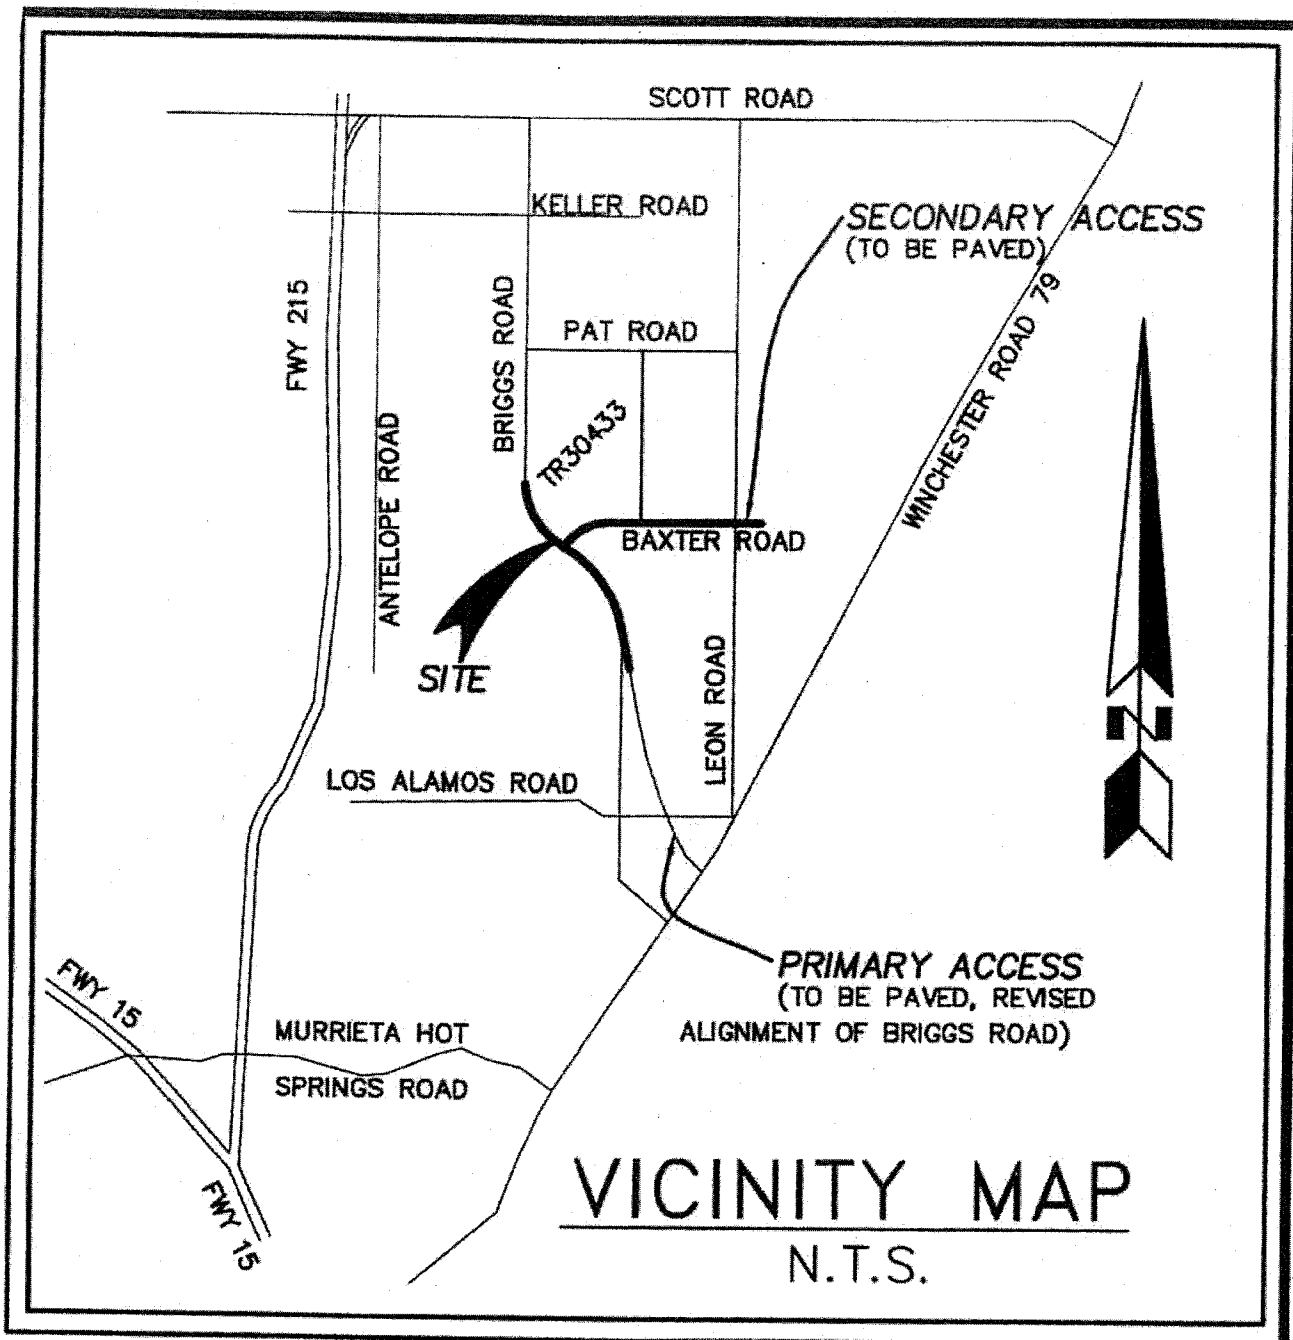 SCOTT ROAD
KELLER ROAD
SECONDARY ACCESS
(TO BE PAVED)
FWY 215
BRIGGS ROAD
PAT ROAD
WINCHESTER ROAD 79
ANTELOPE ROAD
TR30433
BAXTER ROAD
SITE
LEON ROAD
N
LOS ALAMOS ROAD
PRIMARY ACCESS
(TO BE PAVED, REVISED
ALIGNMENT OF BRIGGS ROAD)
FWY 15
MURRIETA HOT
SPRINGS ROAD
FWY 15
VICINITY MAP
N.T.S.